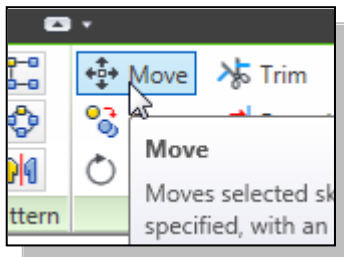 Move Trim
Move
Moves selected sk
specified, with an
ttern